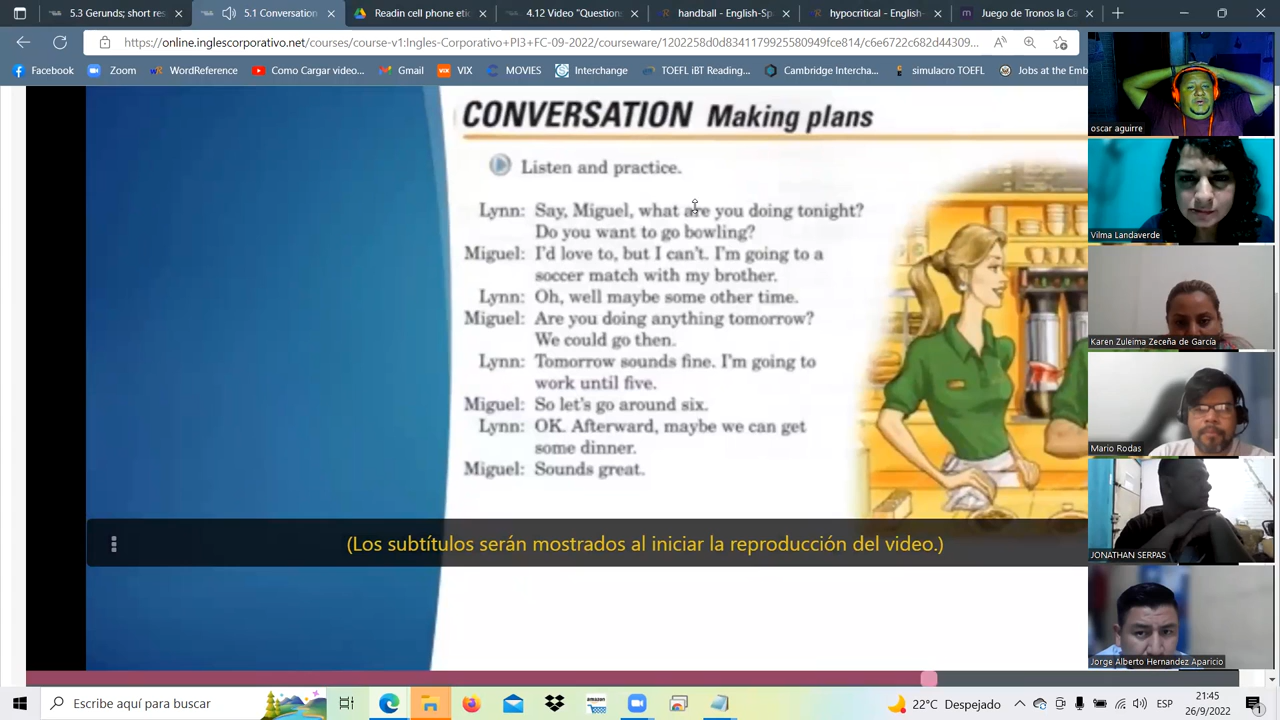 5.3 Gerunds; short res
5.1 Conversation
Readin cell phone etiq
4.12 Video "Question
handball - English-Sp
hypocritical - English-
Juego de Tronos la Ca
https://online.inglescorporativo.net/courses/course-v1:Ingles-Corporativo+PI3+FC-09-2022/courseware/1202258d0d8341179925580949fce814/c6e6722c682d44309...
Facebook
Zoom
WordReference
Como Cargar video...
Gmail
VIX
MOVIES
Interchange
TOEFL iBT Reading...
Cambridge Intercha...
simulacro TOEFL
Jobs at the Emb
CONVERSATION Making plans
Listen and practice.
Lynn: Say, Miguel, what are you doing tonight?
Do you want to go bowling?
Miguel: I'd love to, but I can't. I'm going to a
soccer match with my brother.
Lynn: Oh, well maybe some other time.
Miguel: Are you doing anything tomorrow?
We could go then.
Lynn: Tomorrow sounds fine. I'm going to
work until five.
Miguel: So let's go around six.
Lynn: OK. Afterward, maybe we can get
some dinner.
Miguel: Sounds great.
(Los subtítulos serán mostrados al iniciar la reproducción del video.)
oscar aguirre
Vilma Landaverde
Karen Zuleima Zeceña de García
Mario Rodas
JONATHAN SERPAS
Jorge Alberto Hernandez Aparicio
Escribe aquí para buscar
amazon
22°C Despejado
ESP
21:45
26/9/2022
1